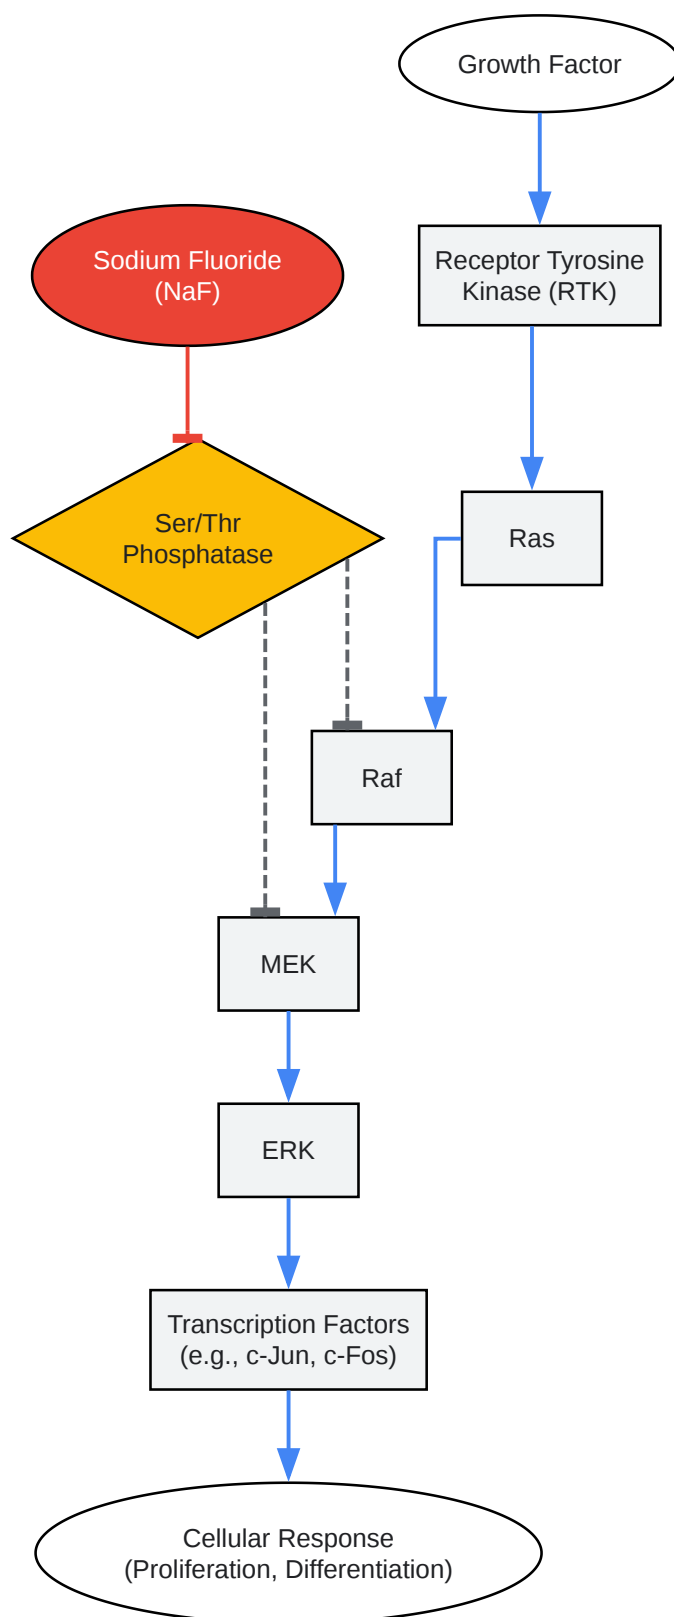 Growth Factor
Sodium Fluoride
(NaF)
Receptor Tyrosine
Kinase (RTK)
Ser/Thr
Phosphatase
Ras
Raf
MEK
ERK
Transcription Factors
(e.g., c-Jun, c-Fos)
Cellular Response
(Proliferation, Differentiation)